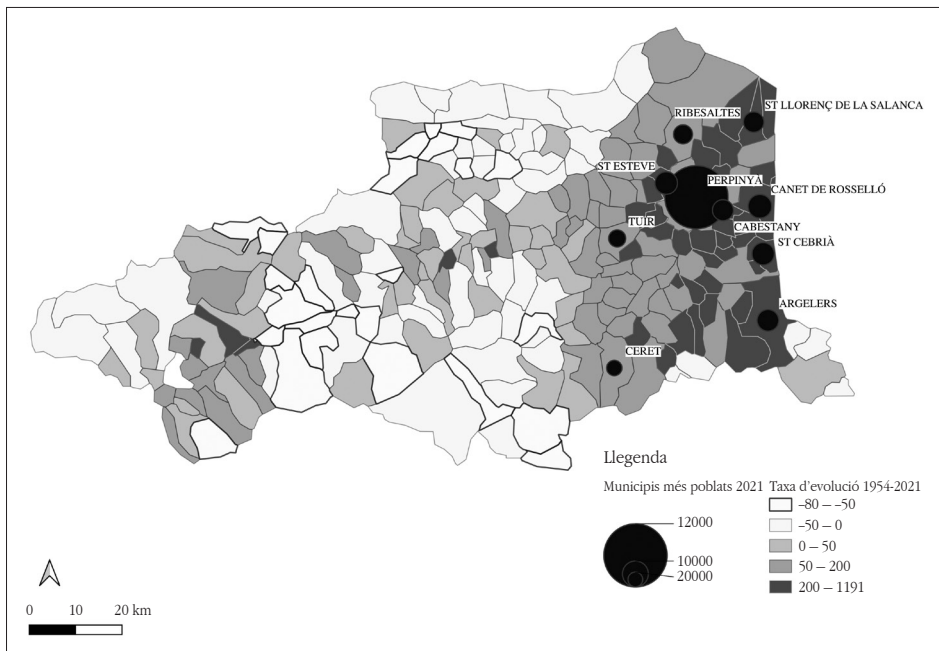 ST LLORENÇ DE LA SALANCA
RIBESALTES
ST ESTEVE
PERPINYÀ
CANET DE ROSSELLÓ
TUÏR
CABESTANY
ST CEBRIÀ
ARGELERS
CERET
Llegenda
Municipis més poblats 2021
12000
10000
20000
Taxa d'evolució 1954-2021
–80 – –50
–50 – 0
0 – 50
50 – 200
200 – 1191
0 10 20 km